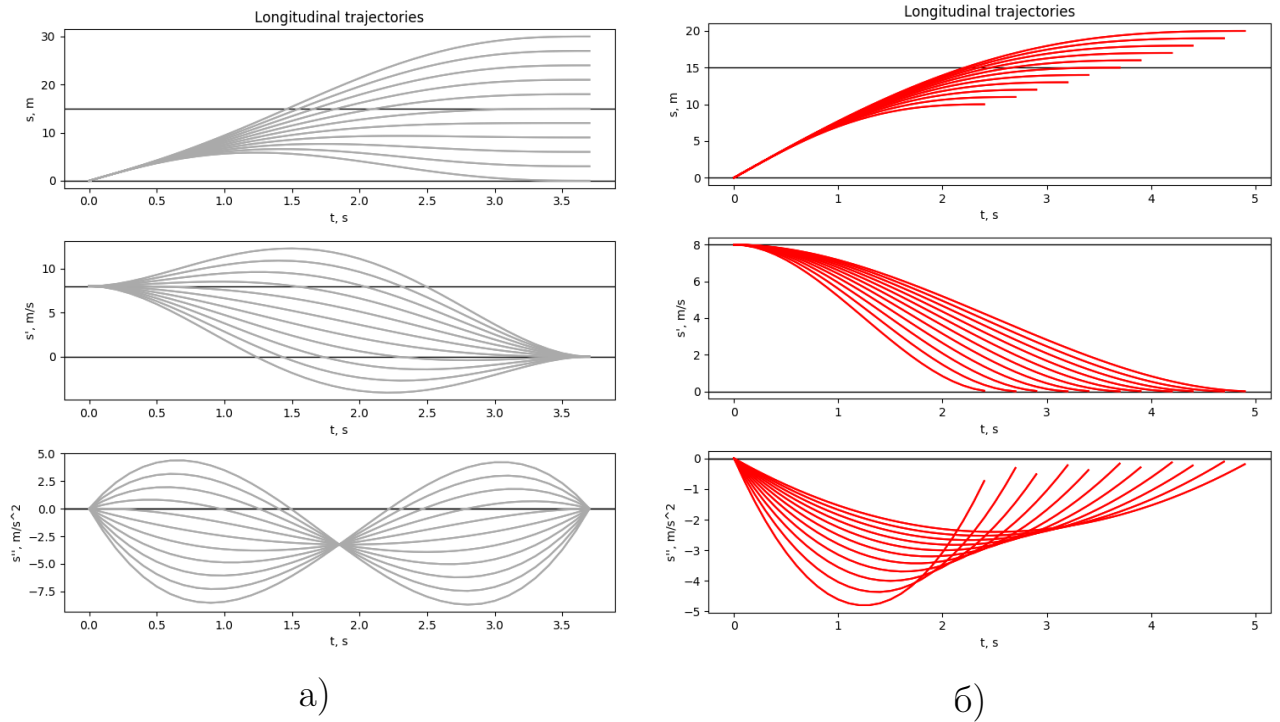 Longitudinal trajectories
30
20
10
0
s, m
0.0 0.5 1.0 1.5 2.0 2.5 3.0 3.5
t, s
10
5
0
s', m/s
0.0 0.5 1.0 1.5 2.0 2.5 3.0 3.5
t, s
5.0
2.5
0.0
−2.5
−5.0
−7.5
s'', m/s^2
0.0 0.5 1.0 1.5 2.0 2.5 3.0 3.5
t, s
а)
Longitudinal trajectories
20
15
10
5
0
s, m
0 1 2 3 4 5
t, s
8
6
4
2
0
s', m/s
0 1 2 3 4 5
t, s
0
−1
−2
−3
−4
−5
s'', m/s^2
0 1 2 3 4 5
t, s
б)